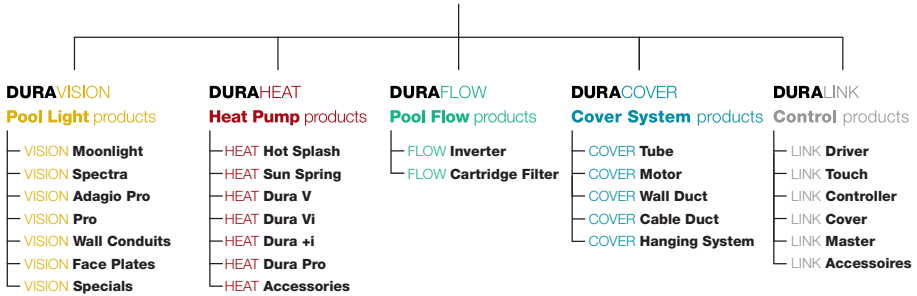 DURAVISION
Pool Light products
VISION Moonlight
VISION Spectra
VISION Adagio Pro
VISION Pro
VISION Wall Conduits
VISION Face Plates
VISION Specials
DURAHEAT
Heat Pump products
HEAT Hot Splash
HEAT Sun Spring
HEAT Dura V
HEAT Dura Vi
HEAT Dura +i
HEAT Dura Pro
HEAT Accessories
DURAFLOW
Pool Flow products
FLOW Inverter
FLOW Cartridge Filter
DURACOVER
Cover System products
COVER Tube
COVER Motor
COVER Wall Duct
COVER Cable Duct
COVER Hanging System
DURALINK
Control products
LINK Driver
LINK Touch
LINK Controller
LINK Cover
LINK Master
LINK Accessoires